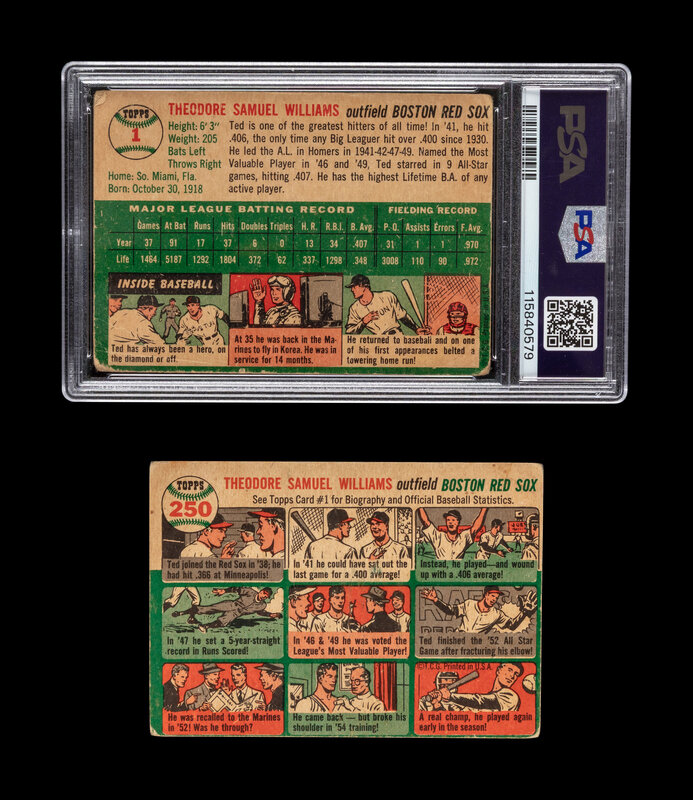 TOPPS
1
THEODORE SAMUEL WILLIAMS outfield BOSTON RED SOX
Height: 6' 3"
Weight: 205
Bats Left
Throws Right
Home: So. Miami, Fla.
Born: October 30, 1918
Ted is one of the greatest hitters of all time! In '41, he hit
.406, the only time any Big Leaguer hit over .400 since 1930.
He led the A.L. in Homers in 1941-42-47-49. Named the Most
Valuable Player in '46 and '49, Ted starred in 9 All-Star
games, hitting .407. He has the highest Lifetime B.A. of any
active player.
MAJOR LEAGUE BATTING RECORD FIELDING RECORD
Games At Bat Runs Hits Doubles Triples H. R. R.B.I. B. Avg. P. O. Assists Errors F. Avg.
Year 37 91 17 37 6 0 13 34 .407 31 1 1 .970
Life 1464 5187 1292 1804 372 62 337 1298 .348 3008 110 90 .972
INSIDE BASEBALL
Ted has always been a hero, on
the diamond or off.
At 35 he was back in the Ma-
rines to fly in Korea. He was in
service for 14 months.
He returned to baseball and on one
of his first appearances belted a
towering home run!
PSA
PSA
115840579
TOPPS
250
THEODORE SAMUEL WILLIAMS outfield BOSTON RED SOX
See Topps Card #1 for Biography and Official Baseball Statistics.
Ted joined the Red Sox in '38; he
had hit .366 at Minneapolis!
In '41 he could have sat out the
last game for a .400 average!
Instead, he played—and wound
up with a .406 average!
In '47 he set a 5-year-straight
record in Runs Scored!
In '46 & '49 he was voted the
League's Most Valuable Player!
Ted finished the '52 All Star
Game after fracturing his elbow!
He was recalled to the Marines
in '52! Was he through?
He came back — but broke his
shoulder in '54 training!
©T.C.G. Printed in U.S.A.
A real champ, he played again
early in the season!